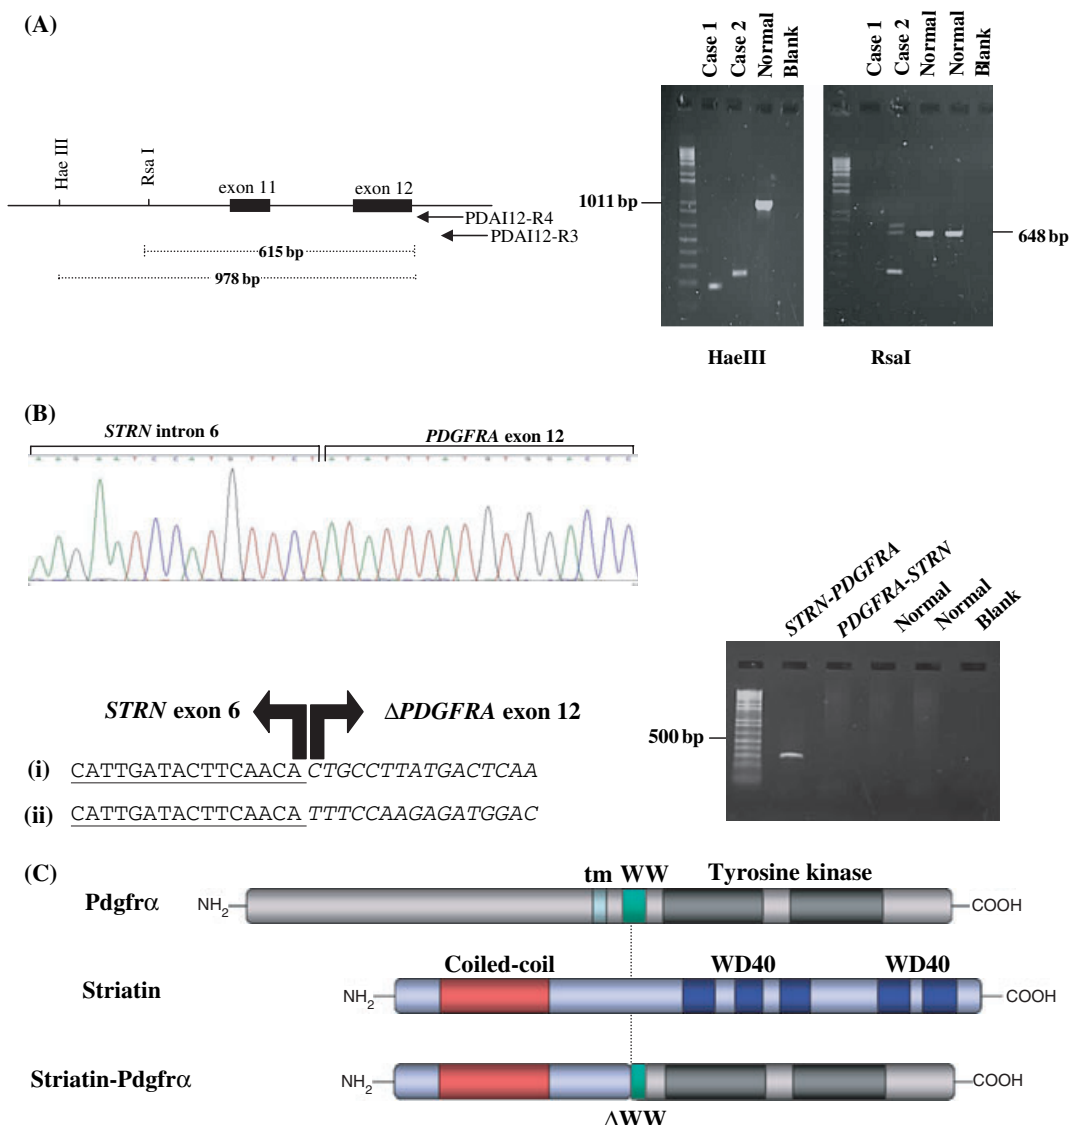 (A)
Hae III
Rsa I
exon 11
exon 12
PDAI12-R4
PDAI12-R3
615 bp
978 bp
Case 1
Case 2
Normal
Blank
1011 bp
HaeIII
Case 1
Case 2
Normal
Normal
Blank
648 bp
RsaI
(B)
STRN intron 6
PDGFRA exon 12
STRN-PDGFRA
PDGFRA-STRN
Normal
Normal
Blank
500 bp
STRN exon 6
ΔPDGFRA exon 12
(i) CATTGATACTTCAACA CTGCCTTATGACTCAA
(ii) CATTGATACTTCAACA TTTCCAAGAGATGGAC
(C)
tm WW Tyrosine kinase
Pdgfrα NH2 COOH
Coiled-coil WD40 WD40
Striatin NH2 COOH
Striatin-Pdgfrα NH2 COOH
ΔWW